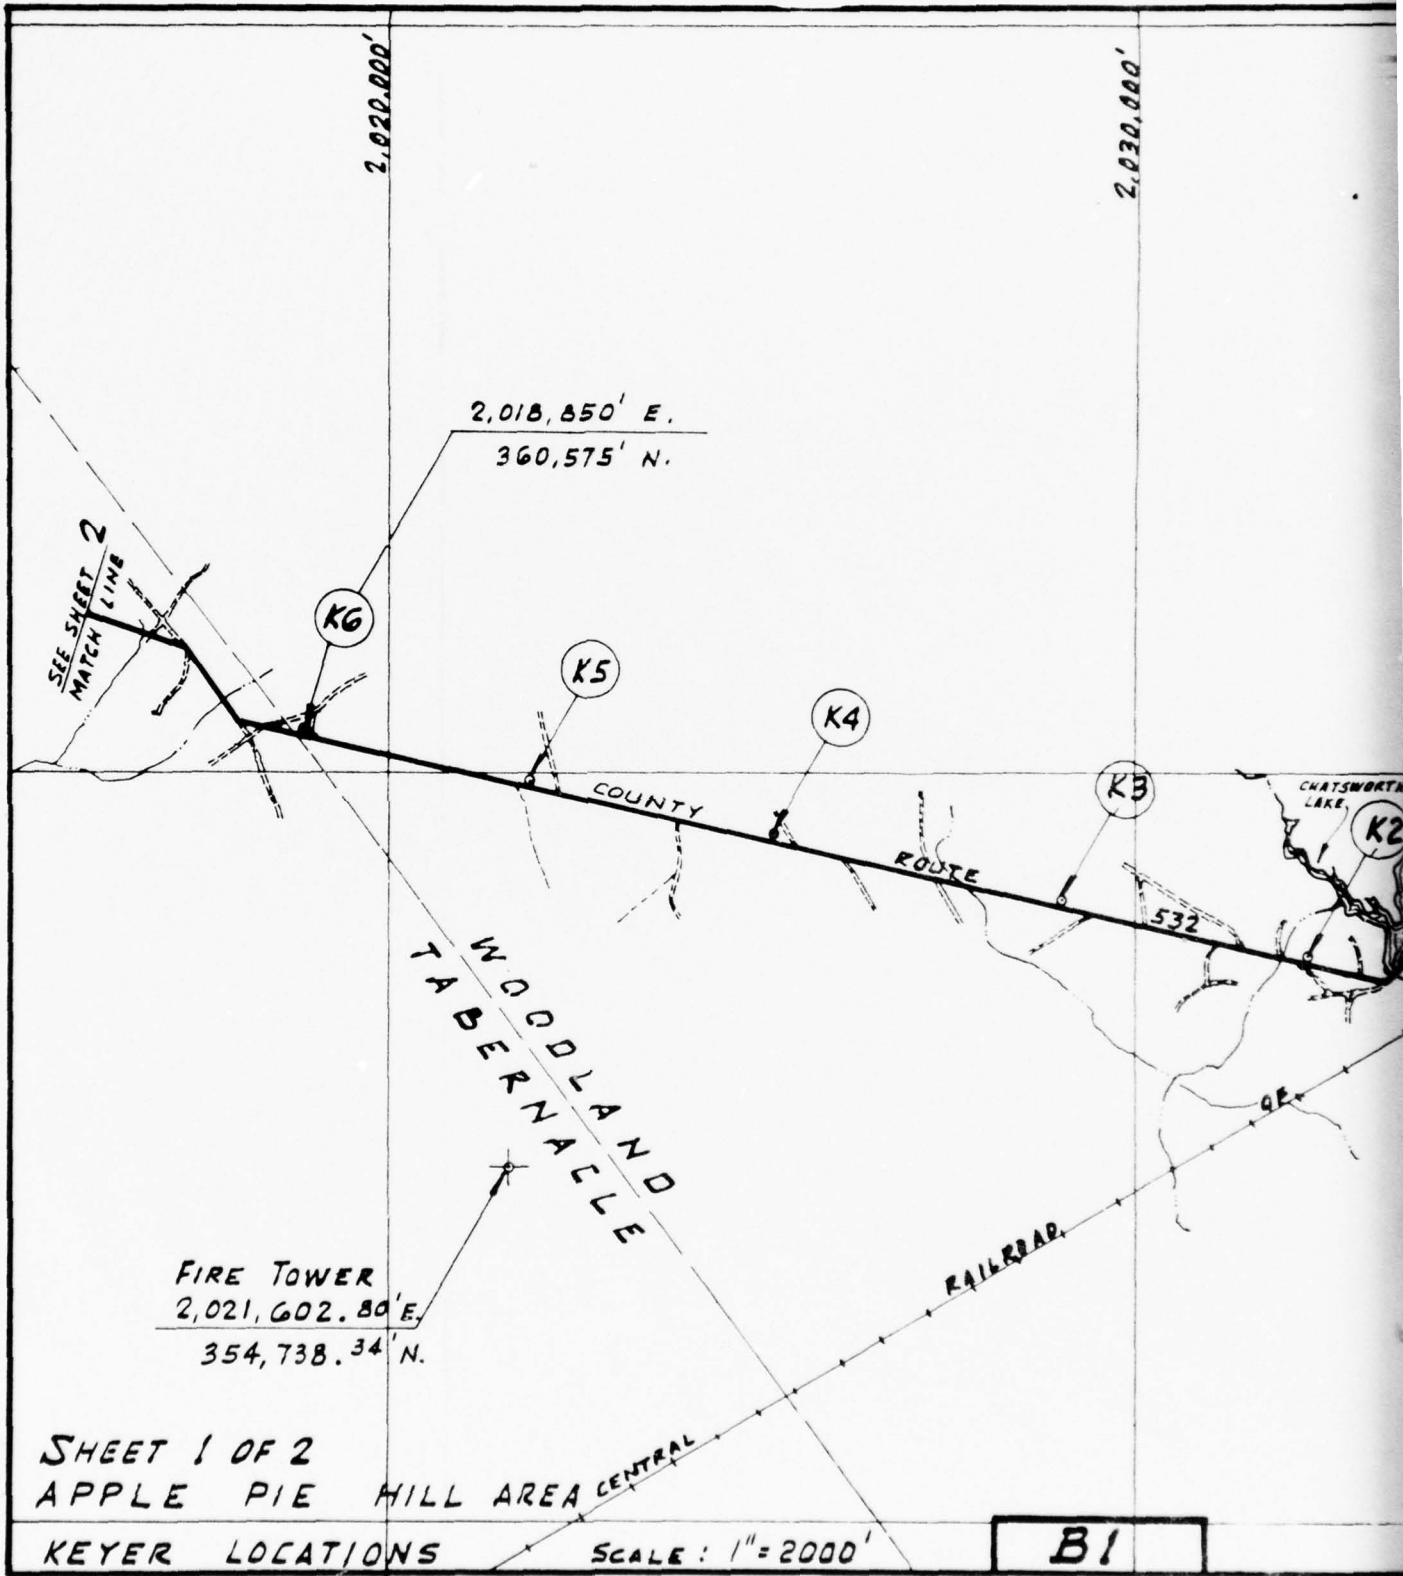 2,020,000'
2,030,000'
2,018,850' E.
360,575' N.
SEE SHEET 2
MATCH LINE
K6
K5
K4
K3
CHATSWORTH
LAKE
K2
COUNTY
ROUTE
532
WOODLAND
TABERNACLE
FIRE TOWER
2,021,602.80' E.
354,738.34' N.
CENTRAL
RAILROAD
OF
SHEET 1 OF 2
APPLE PIE HILL AREA
KEYER LOCATIONS
SCALE: 1"=2000'
B1